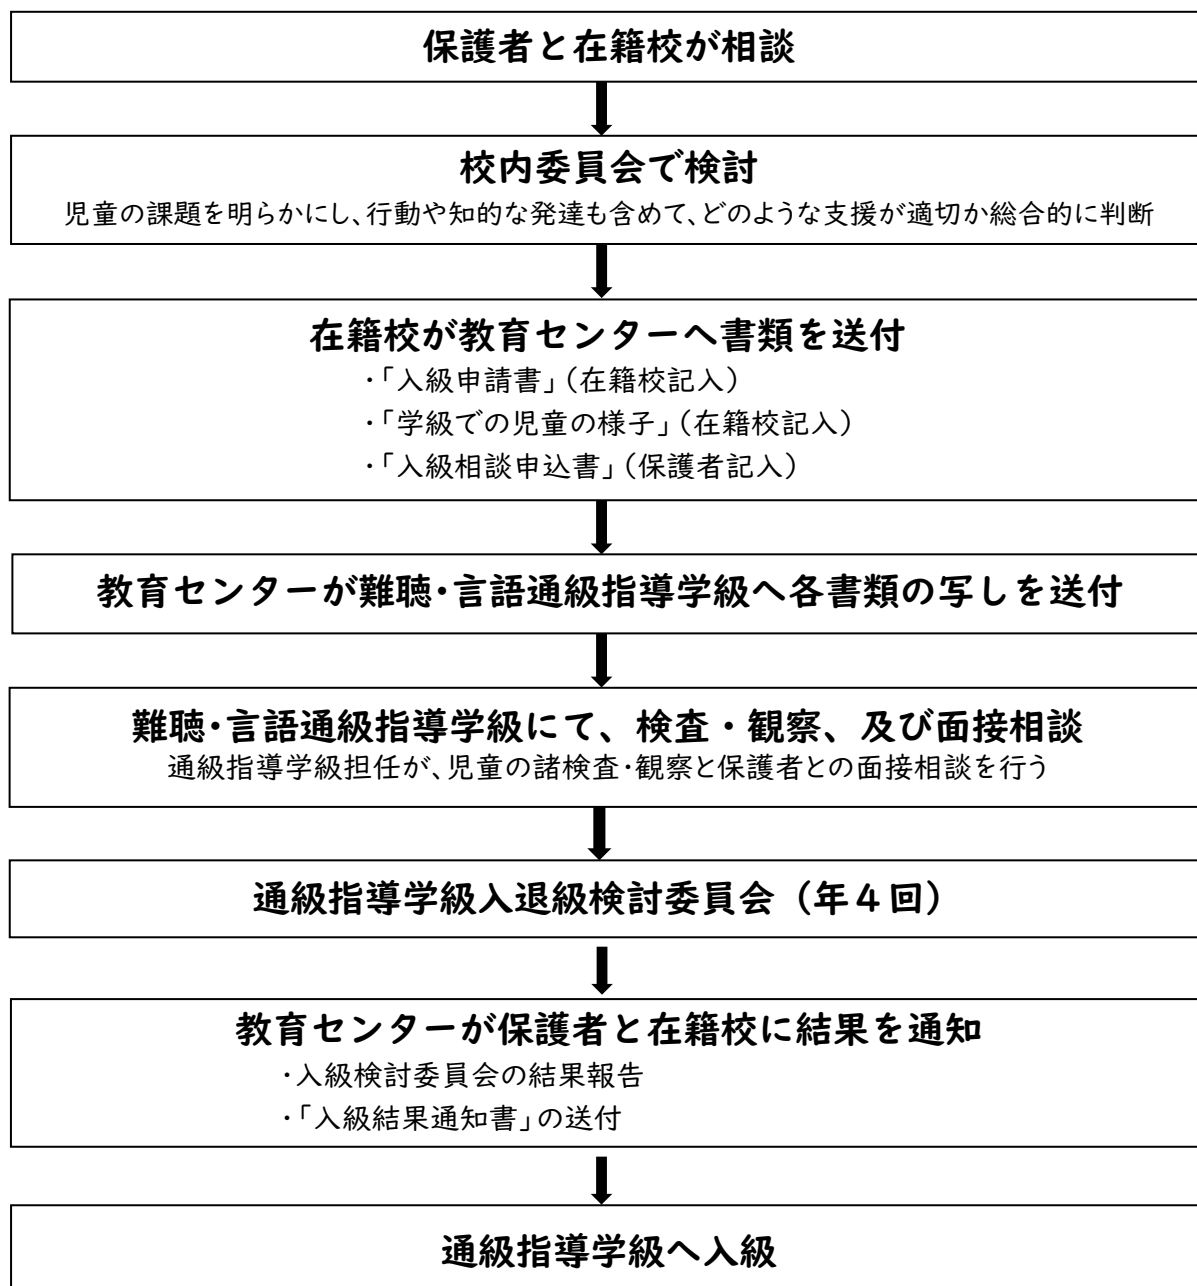 保護者と在籍校が相談
校内委員会で検討
児童の課題を明らかにし、行動や知的な発達も含めて、どのような支援が適切か総合的に判断
在籍校が教育センターへ書類を送付
・「入級申請書」（在籍校記入）
・「学級での児童の様子」（在籍校記入）
・「入級相談申込書」（保護者記入）
教育センターが難聴・言語通級指導学級へ各書類の写しを送付
難聴・言語通級指導学級にて、検査・観察、及び面接相談
通級指導学級担任が、児童の諸検査・観察と保護者との面接相談を行う
通級指導学級入退級検討委員会（年４回）
教育センターが保護者と在籍校に結果を通知
・入級検討委員会の結果報告
・「入級結果通知書」の送付
通級指導学級へ入級